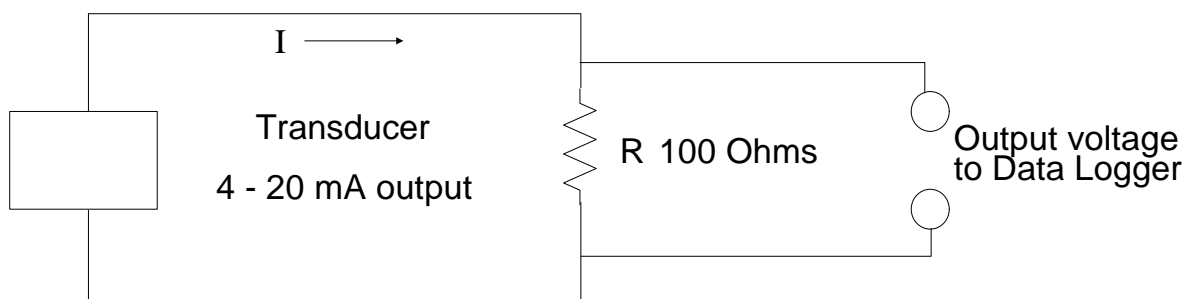 I
Transducer
4 - 20 mA output
R 100 Ohms
Output voltage
to Data Logger